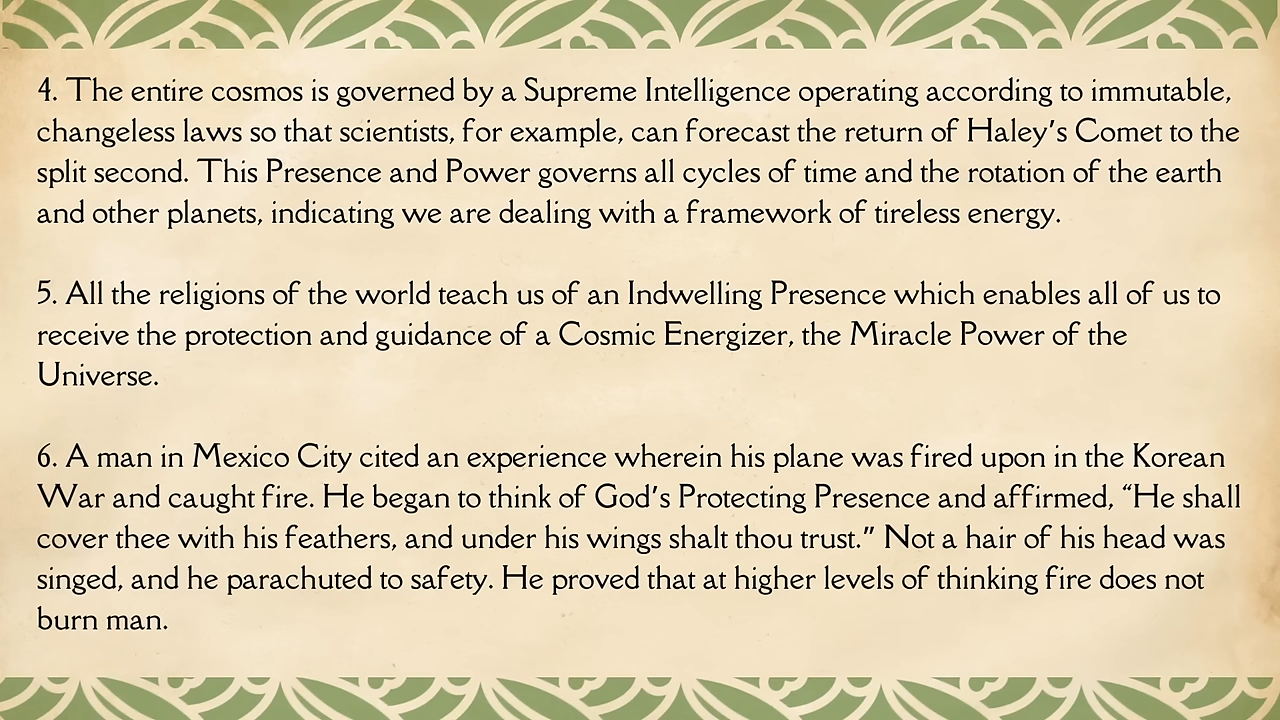 4. The entire cosmos is governed by a Supreme Intelligence operating according to immutable,
changeless laws so that scientists, for example, can forecast the return of Haley's Comet to the
split second. This Presence and Power governs all cycles of time and the rotation of the earth
and other planets, indicating we are dealing with a framework of tireless energy.
5. All the religions of the world teach us of an Indwelling Presence which enables all of us to
receive the protection and guidance of a Cosmic Energizer, the Miracle Power of the
Universe.
6. A man in Mexico City cited an experience wherein his plane was fired upon in the Korean
War and caught fire. He began to think of God's Protecting Presence and affirmed, “He shall
cover thee with his feathers, and under his wings shalt thou trust.” Not a hair of his head was
singed, and he parachuted to safety. He proved that at higher levels of thinking fire does not
burn man.